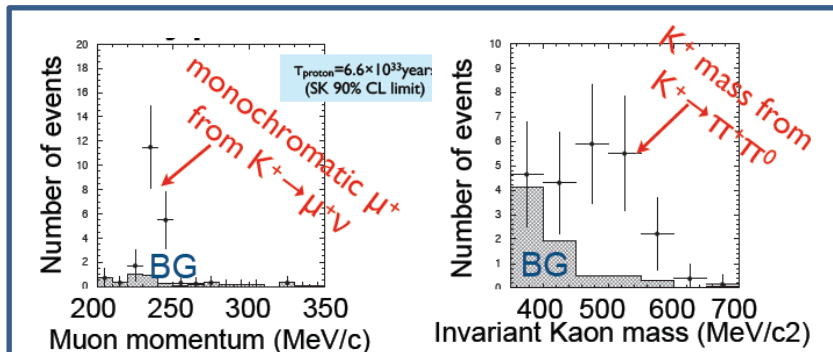 Number of events
20
18
16
14
12
10
8
6
4
2
0
200 250 300 350
Muon momentum (MeV/c)
BG
monochromatic μ⁺
from K⁺→μ⁺ν
τproton=6.6×10³³years
(SK 90% CL limit)
Number of events
10
9
8
7
6
5
4
3
2
1
0
400 500 600 700
Invariant Kaon mass (MeV/c2)
BG
K⁺ mass from
K⁺→π⁺π⁰